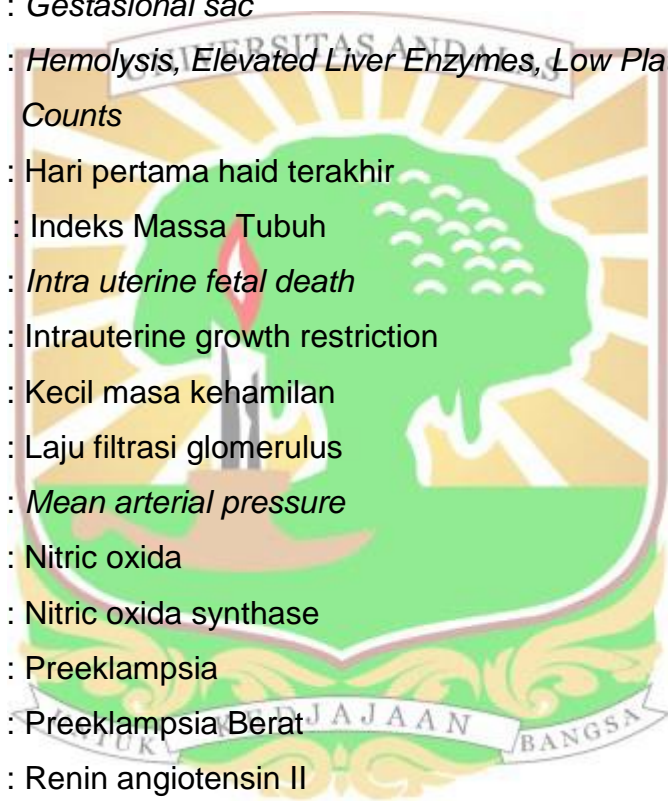 : Gestasional sac
UNIVERSITAS ANDALAS
: Hemolysis, Elevated Liver Enzymes, Low Pla
Counts
: Hari pertama haid terakhir
: Indeks Massa Tubuh
: Intra uterine fetal death
: Intrauterine growth restriction
: Kecil masa kehamilan
: Laju filtrasi glomerulus
: Mean arterial pressure
: Nitric oxida
: Nitric oxida synthase
: Preeklampsia
: Preeklampsia Berat
UNTUK KEDJAJAAN BANGSA
: Renin angiotensin II